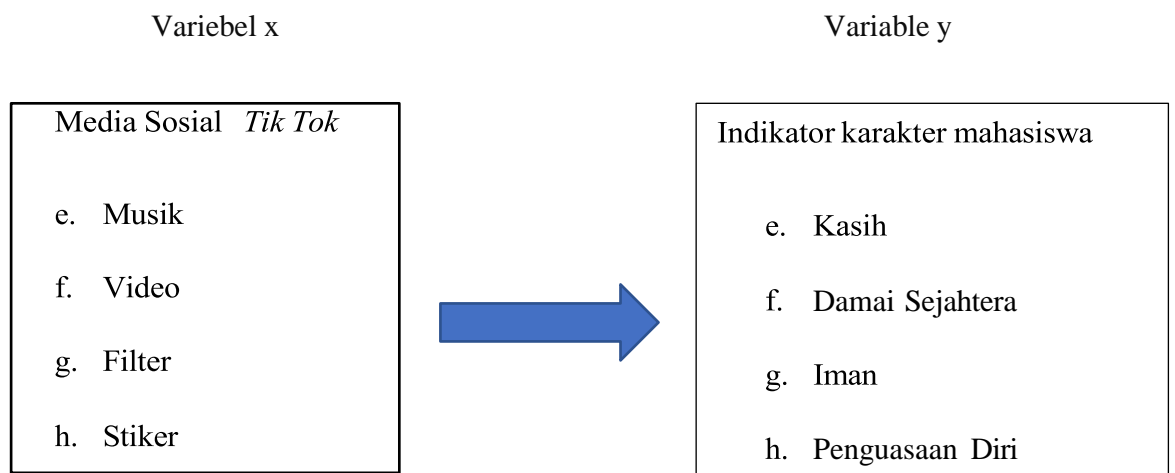 Variebel x
Variable y
Media Sosial Tik Tok
e. Musik
f. Video
g. Filter
h. Stiker
Indikator karakter mahasiswa
e. Kasih
f. Damai Sejahtera
g. Iman
h. Penguasaan Diri